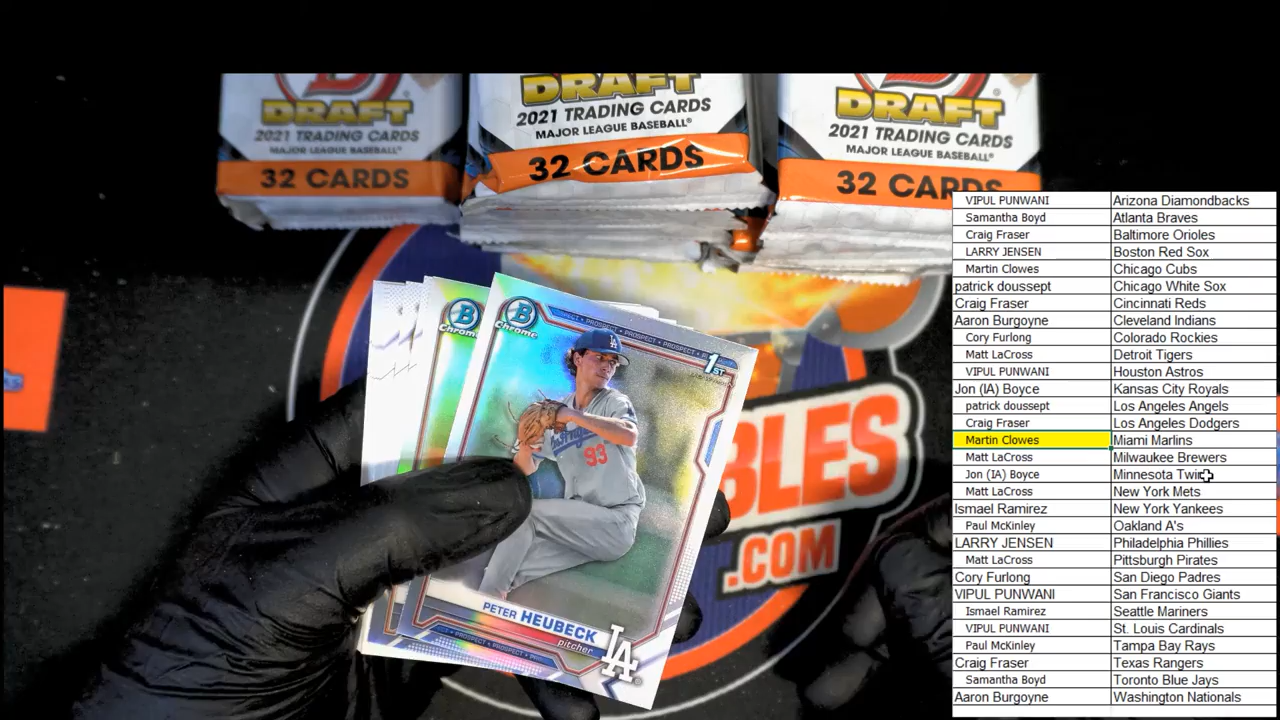 DRAFT
2021 TRADING CARDS
MAJOR LEAGUE BASEBALL®
32 CARDS
DRAFT
2021 TRADING CARDS
MAJOR LEAGUE BASEBALL®
32 CARDS
DRAFT
2021 TRADING CARDS
MAJOR LEAGUE BASEBALL®
32 CARDS
B
Chrome
B
Chrome
PROSPECT • PROSPECT • PROSPECT
1ST
93
PETER HEUBECK
pitcher
LA
BLES
.COM
VIPUL PUNWANI Arizona Diamondbacks
Samantha Boyd Atlanta Braves
Craig Fraser Baltimore Orioles
LARRY JENSEN Boston Red Sox
Martin Clowes Chicago Cubs
patrick doussept Chicago White Sox
Craig Fraser Cincinnati Reds
Aaron Burgoyne Cleveland Indians
Cory Furlong Colorado Rockies
Matt LaCross Detroit Tigers
VIPUL PUNWANI Houston Astros
Jon (IA) Boyce Kansas City Royals
patrick doussept Los Angeles Angels
Craig Fraser Los Angeles Dodgers
Martin Clowes Miami Marlins
Matt LaCross Milwaukee Brewers
Jon (IA) Boyce Minnesota Twins
Matt LaCross New York Mets
Ismael Ramirez New York Yankees
Paul McKinley Oakland A's
LARRY JENSEN Philadelphia Phillies
Matt LaCross Pittsburgh Pirates
Cory Furlong San Diego Padres
VIPUL PUNWANI San Francisco Giants
Ismael Ramirez Seattle Mariners
VIPUL PUNWANI St. Louis Cardinals
Paul McKinley Tampa Bay Rays
Craig Fraser Texas Rangers
Samantha Boyd Toronto Blue Jays
Aaron Burgoyne Washington Nationals